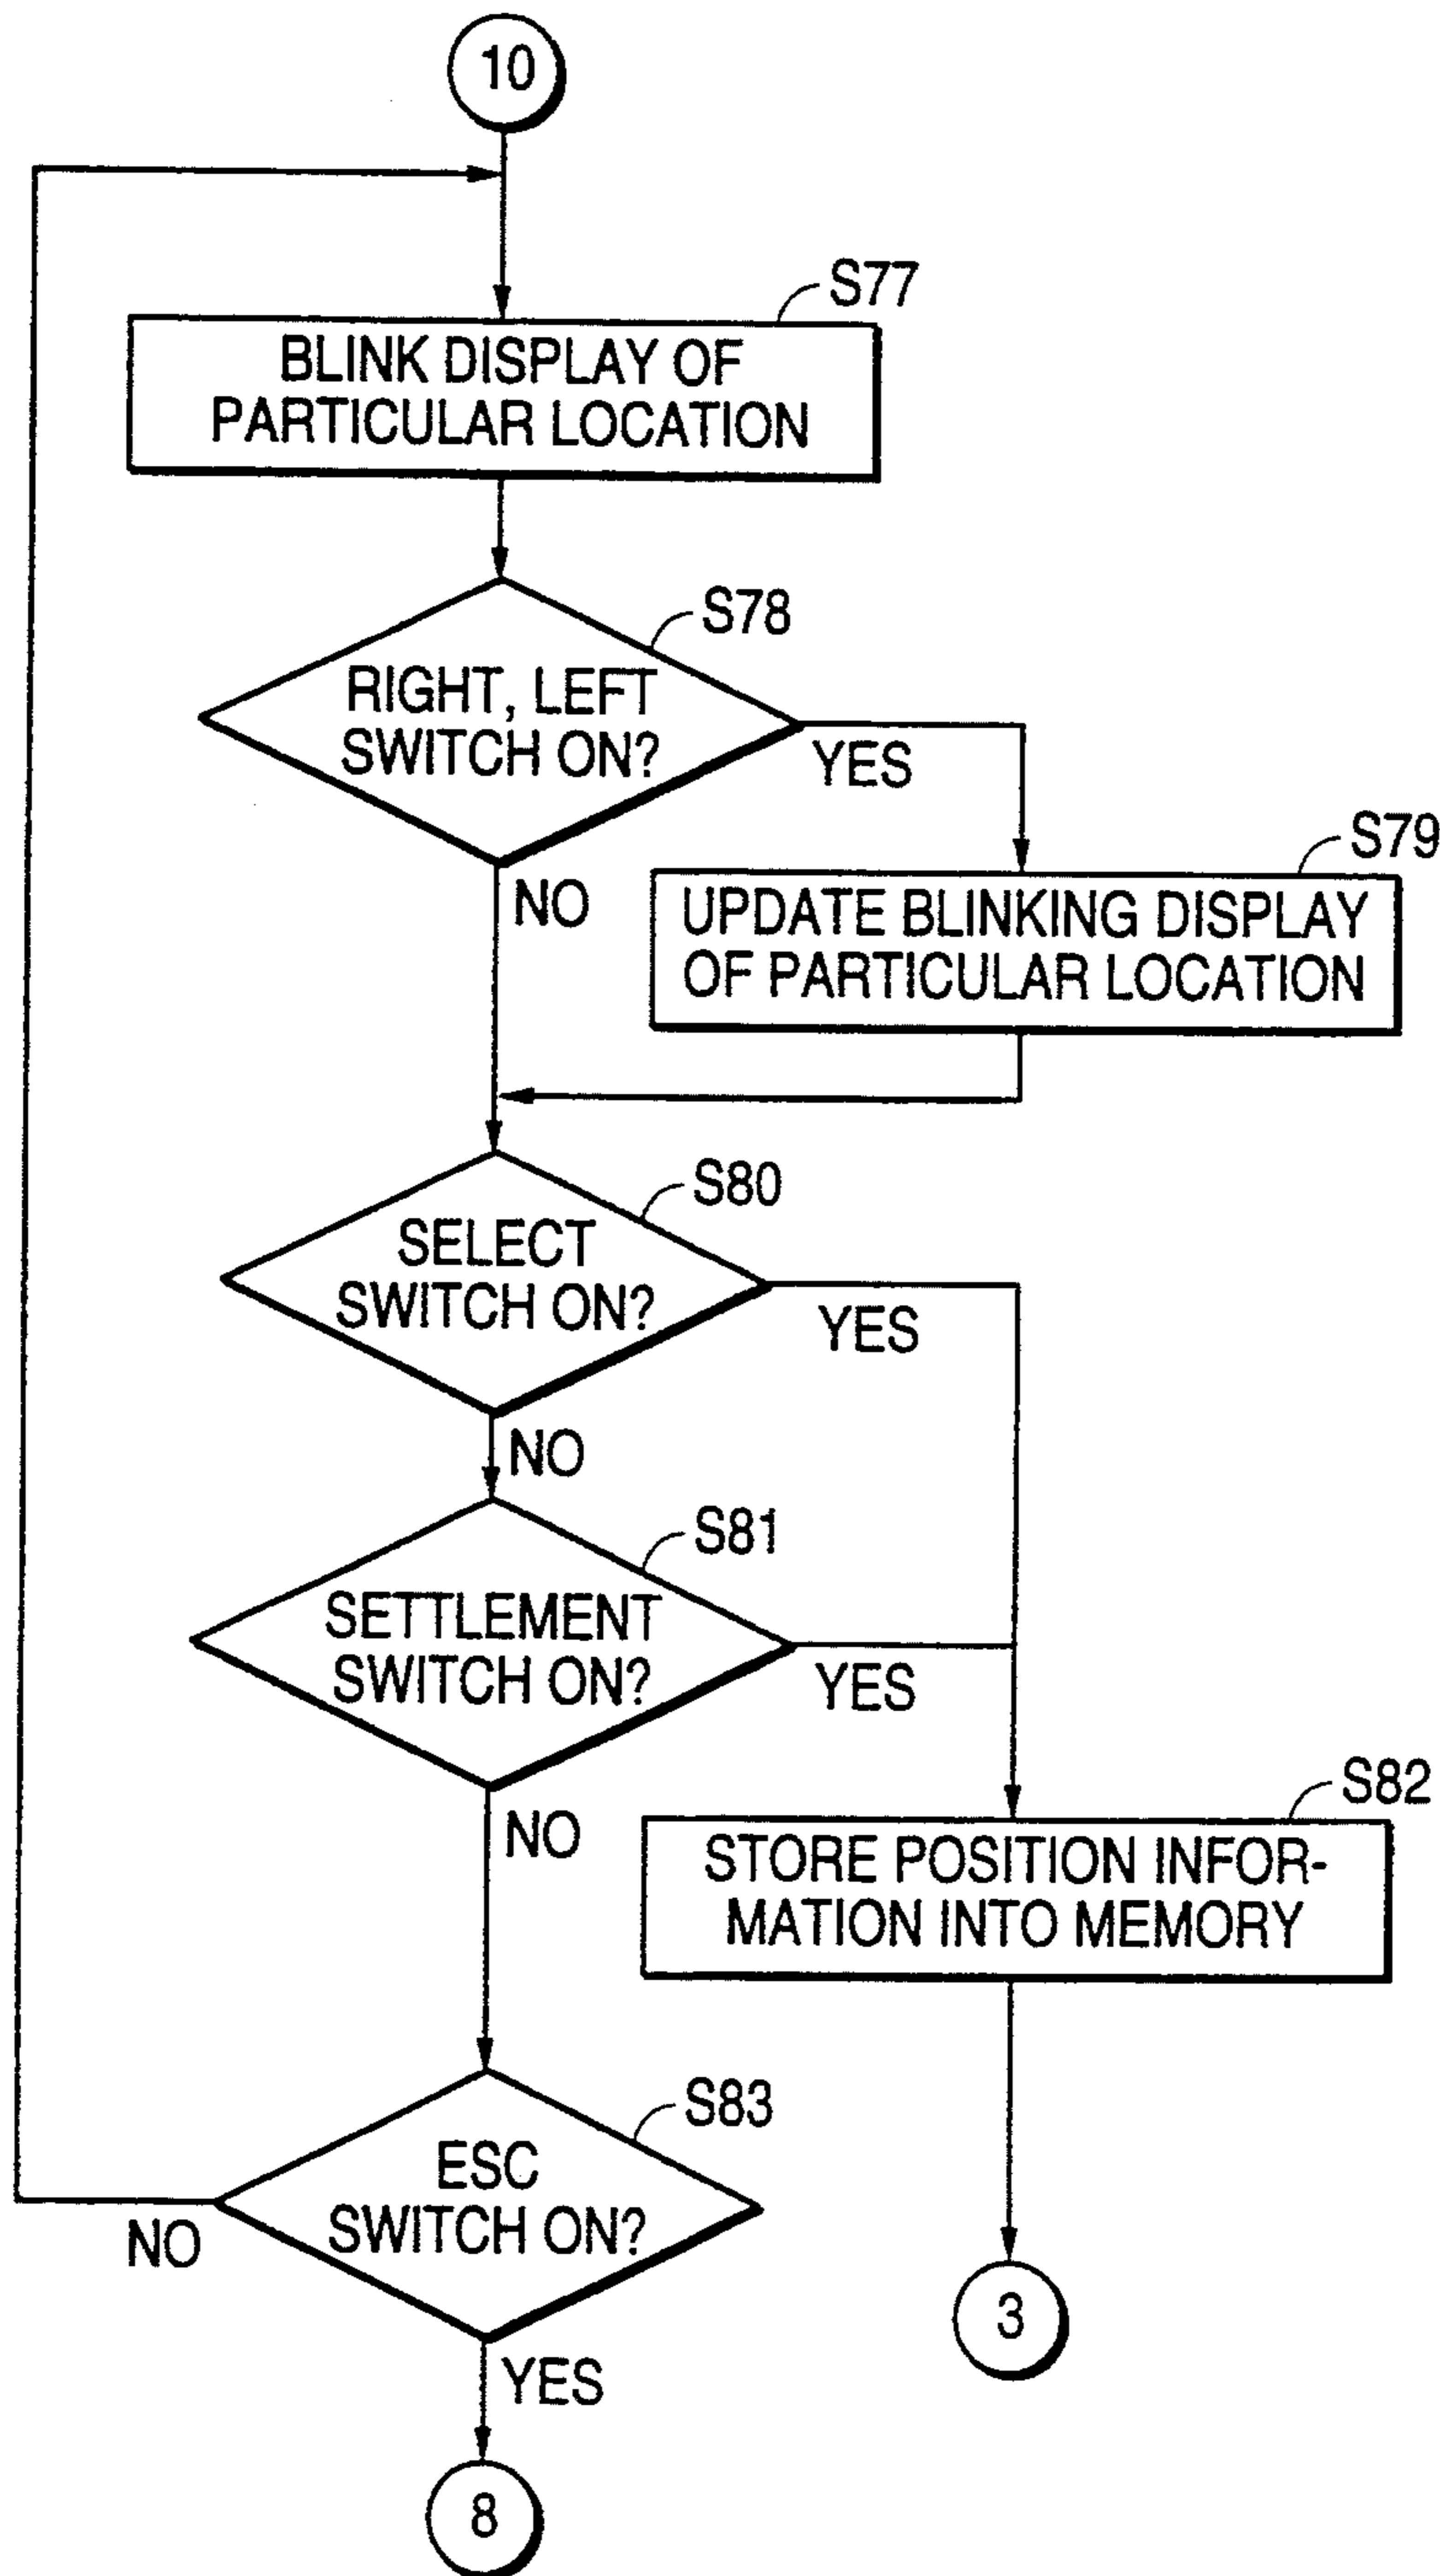 10
S77
BLINK DISPLAY OF
PARTICULAR LOCATION
S78
RIGHT, LEFT
SWITCH ON?
YES
NO
S79
UPDATE BLINKING DISPLAY
OF PARTICULAR LOCATION
S80
SELECT
SWITCH ON?
YES
NO
S81
SETTLEMENT
SWITCH ON?
YES
NO
S82
STORE POSITION INFOR-
MATION INTO MEMORY
S83
ESC
SWITCH ON?
NO
YES
3
8